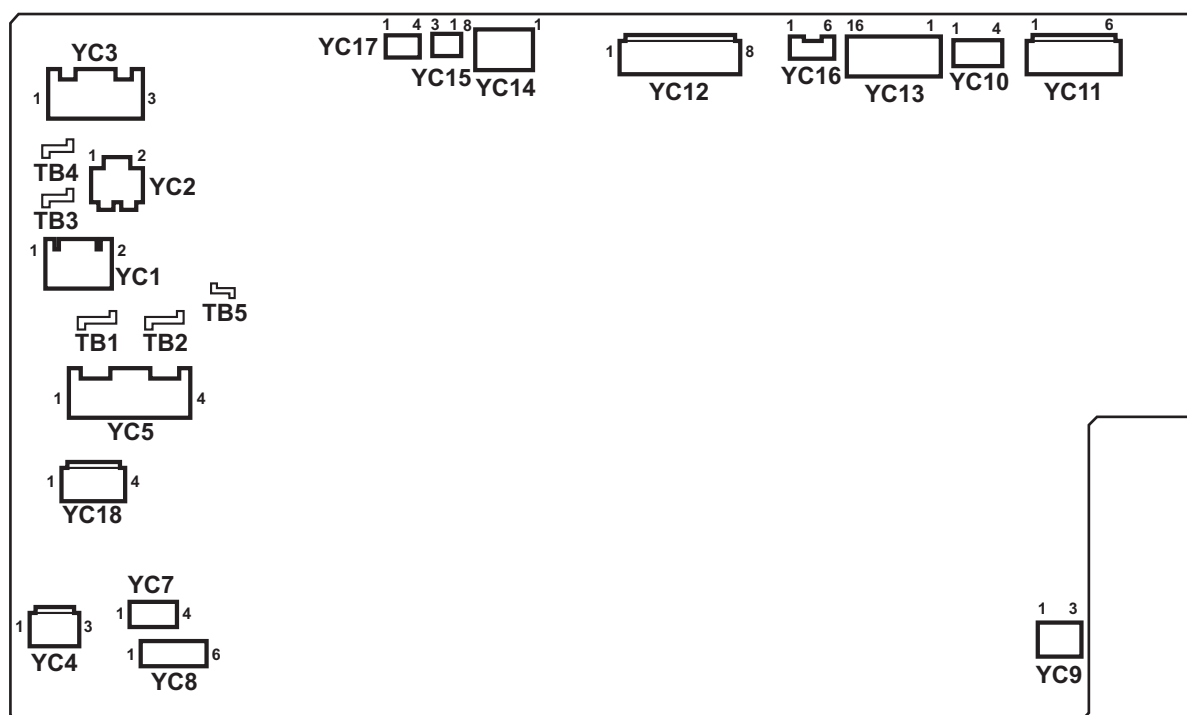 1 4 3 1 8 1 1 6 16 1 1 4 1 6
YC17 YC15 YC14 1 YC12 8 YC16 YC13 YC10 YC11
YC3
1 3
TB4
1 2
YC2
TB3
1 2
YC1
TB5
TB1 TB2
1 4
YC5
1 4
YC18
YC7
1 4
1 3
YC4
1 6
YC8
1 3
YC9